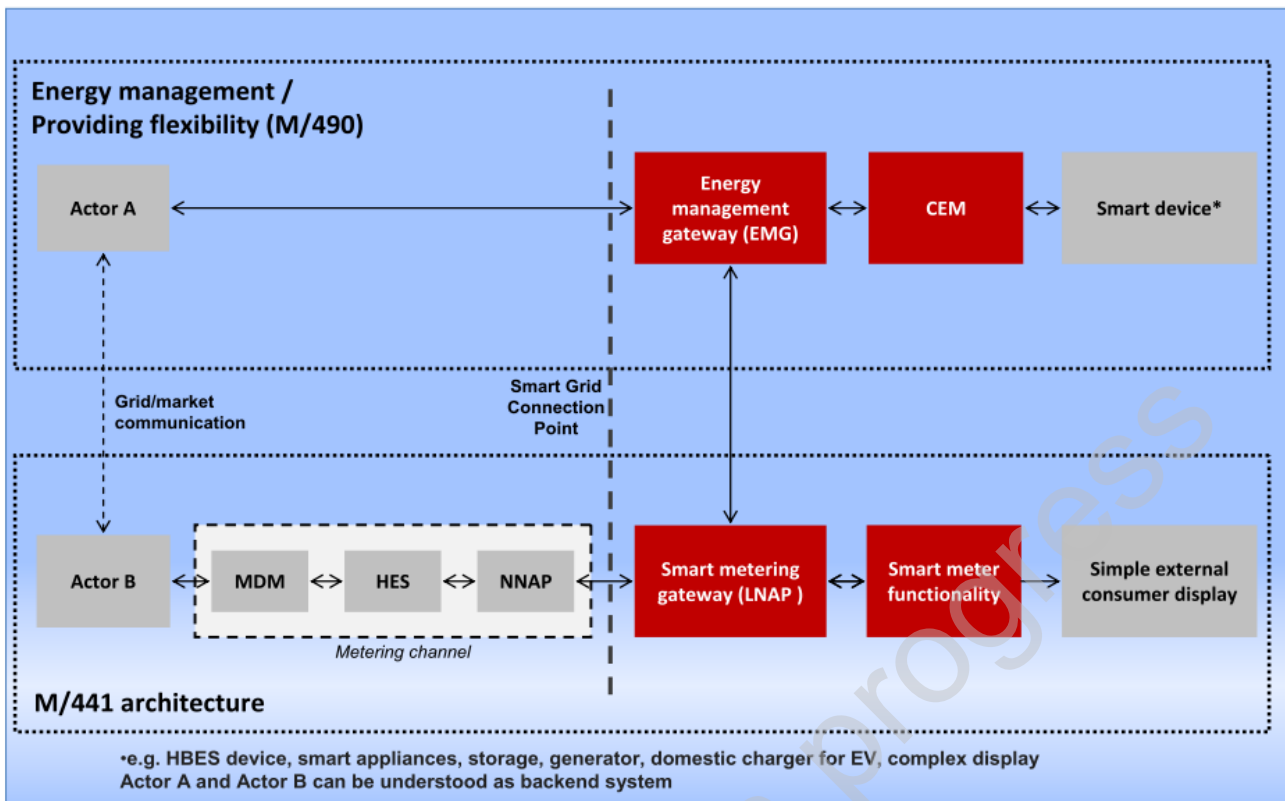 Energy management /
Providing flexibility (M/490)
Actor A
Energy
management
gateway (EMG)
CEM
Smart device*
Grid/market
communication
Smart Grid
Connection
Point
Actor B
MDM
HES
NNAP
Smart metering
gateway (LNAP )
Smart meter
functionality
Simple external
consumer display
Metering channel
M/441 architecture
•e.g. HBES device, smart appliances, storage, generator, domestic charger for EV, complex display
Actor A and Actor B can be understood as backend system
progress